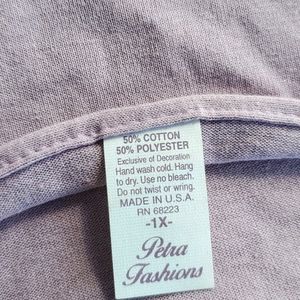 50% COTTON
50% POLYESTER
Exclusive of Decoration
Hand wash cold. Hang
to dry. Use no bleach.
Do not twist or wring.
MADE IN U.S.A.
RN 68223
-1X-
Petra
Fashions